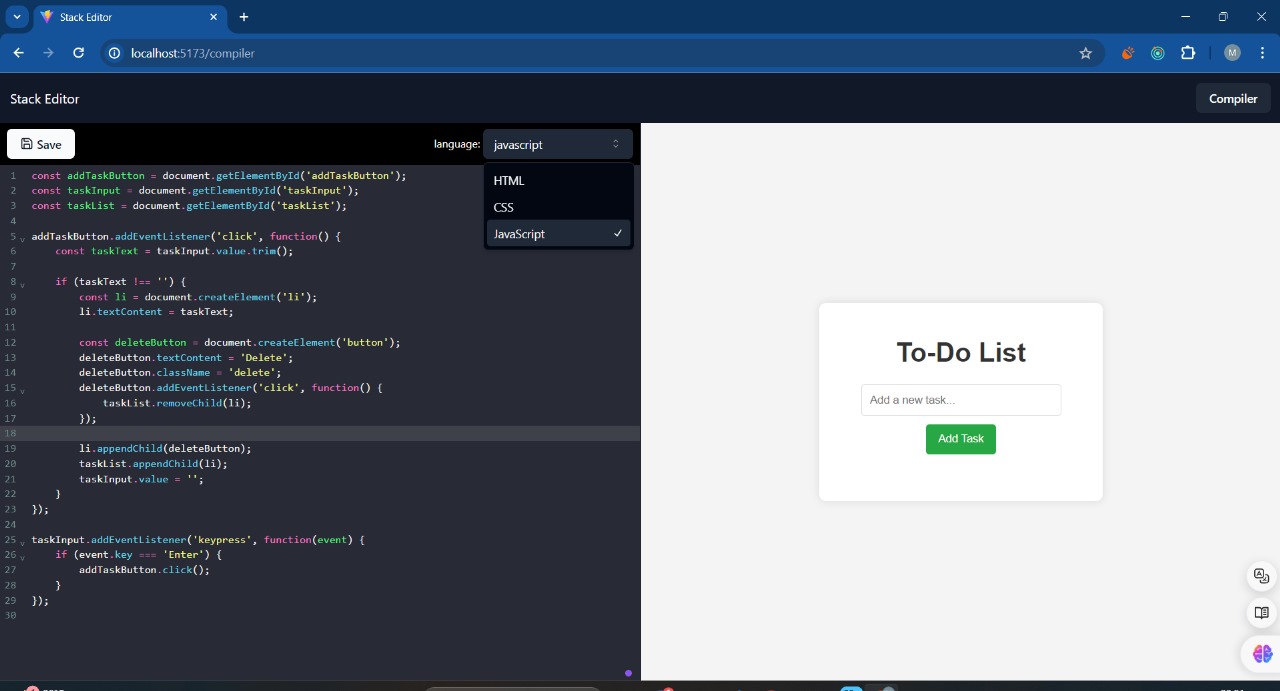 Stack Editor
localhost:5173/compiler
M
Stack Editor
Compiler
Save
language:
javascript
HTML
CSS
JavaScript
1 const addTaskButton = document.getElementById('addTaskButton');
2 const taskInput = document.getElementById('taskInput');
3 const taskList = document.getElementById('taskList');
4
5 addTaskButton.addEventListener('click', function() {
6     const taskText = taskInput.value.trim();
7
8     if (taskText !== '') {
9         const li = document.createElement('li');
10         li.textContent = taskText;
11
12         const deleteButton = document.createElement('button');
13         deleteButton.textContent = 'Delete';
14         deleteButton.className = 'delete';
15         deleteButton.addEventListener('click', function() {
16             taskList.removeChild(li);
17         });
18
19         li.appendChild(deleteButton);
20         taskList.appendChild(li);
21         taskInput.value = '';
22     }
23 });
24
25 taskInput.addEventListener('keypress', function(event) {
26     if (event.key === 'Enter') {
27         addTaskButton.click();
28     }
29 });
30
To-Do List
Add a new task...
Add Task